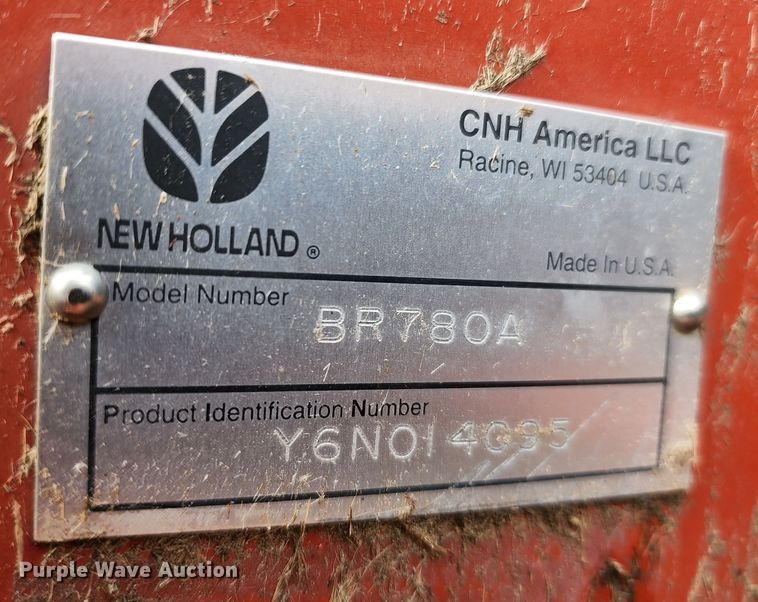 CNH America LLC
Racine, WI 53404 U.S.A.
NEW HOLLAND ®
Made In U.S.A.
Model Number
BR780A
Product Identification Number
Y6N014095
Purple Wave Auction